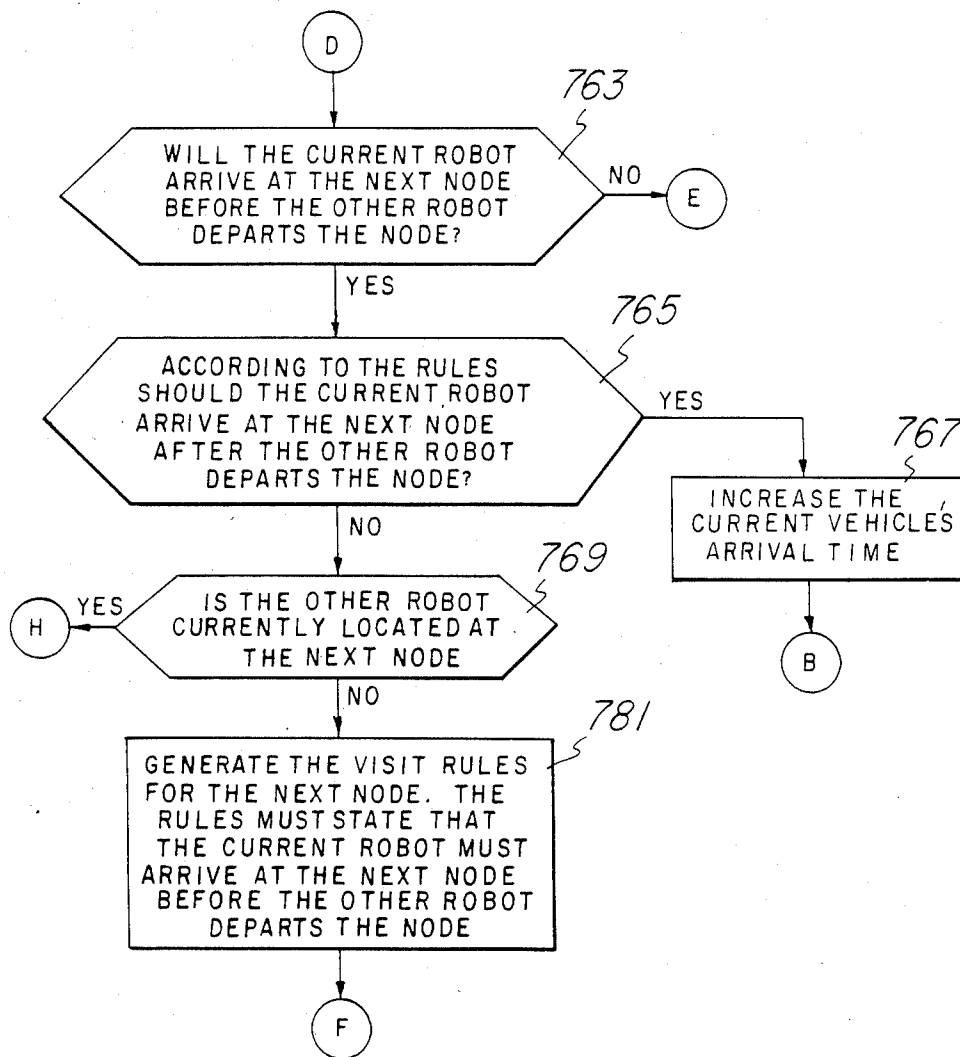 D
763
WILL THE CURRENT ROBOT
ARRIVE AT THE NEXT NODE
BEFORE THE OTHER ROBOT
DEPARTS THE NODE?
NO
E
YES
765
ACCORDING TO THE RULES
SHOULD THE CURRENT ROBOT
ARRIVE AT THE NEXT NODE
AFTER THE OTHER ROBOT
DEPARTS THE NODE?
YES
767
INCREASE THE
CURRENT VEHICLES'
ARRIVAL TIME
B
NO
769
IS THE OTHER ROBOT
CURRENTLY LOCATED AT
THE NEXT NODE
YES
H
NO
781
GENERATE THE VISIT RULES
FOR THE NEXT NODE. THE
RULES MUST STATE THAT
THE CURRENT ROBOT MUST
ARRIVE AT THE NEXT NODE
BEFORE THE OTHER ROBOT
DEPARTS THE NODE
F